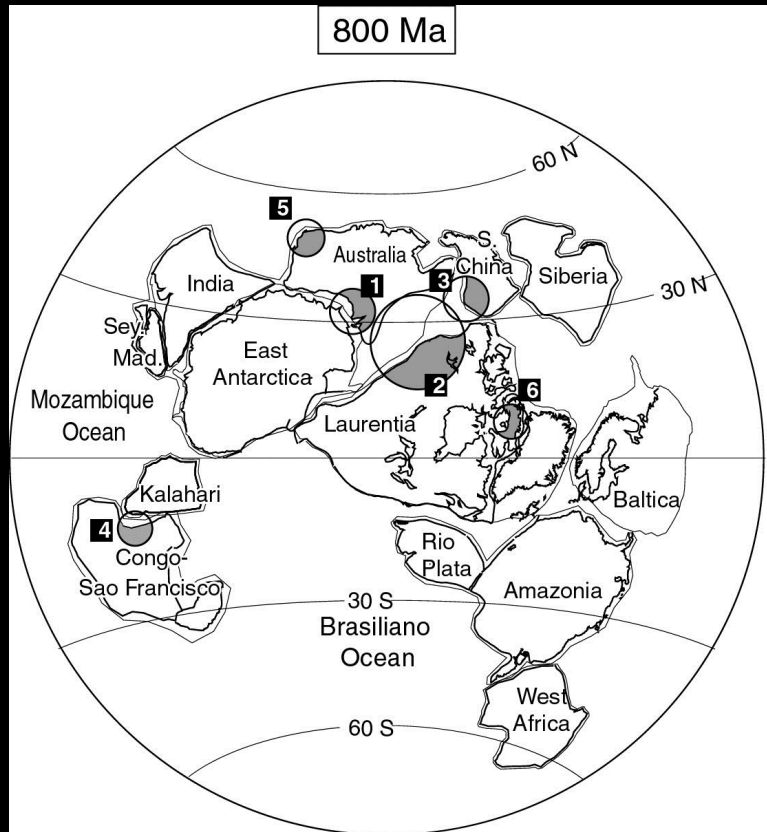 800 Ma
60 N
5
Australia
S.
China
Siberia
India
1
3
30 N
Sey./
Mad.
East
Antarctica
2
6
Mozambique
Ocean
Laurentia
Kalahari
Baltica
4
Congo-
Sao Francisco
Rio
Plata
Amazonia
30 S
Brasiliano
Ocean
West
Africa
60 S